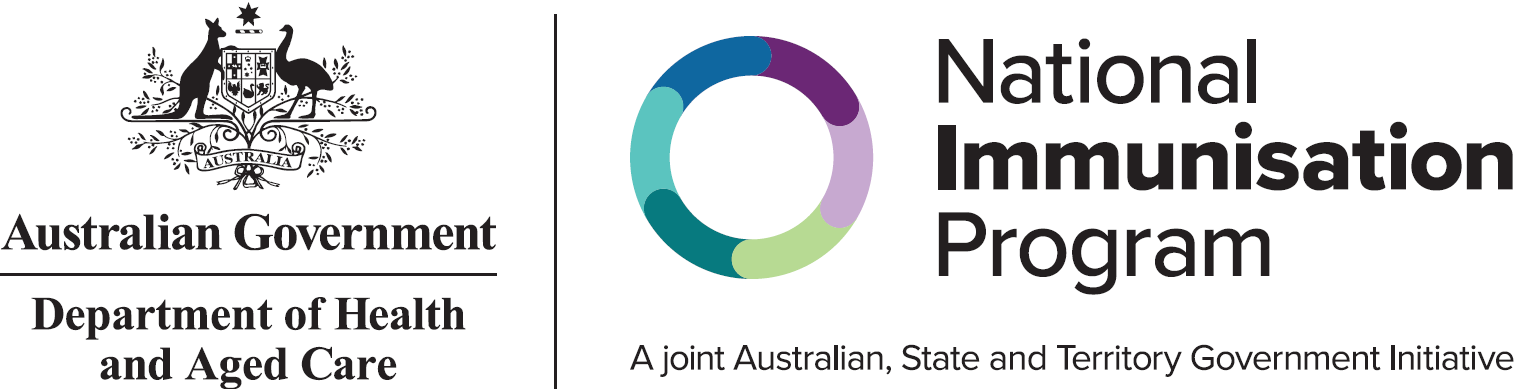 AUSTRALIA
Australian Government
Department of Health
and Aged Care
National
Immunisation
Program
A joint Australian, State and Territory Government Initiative